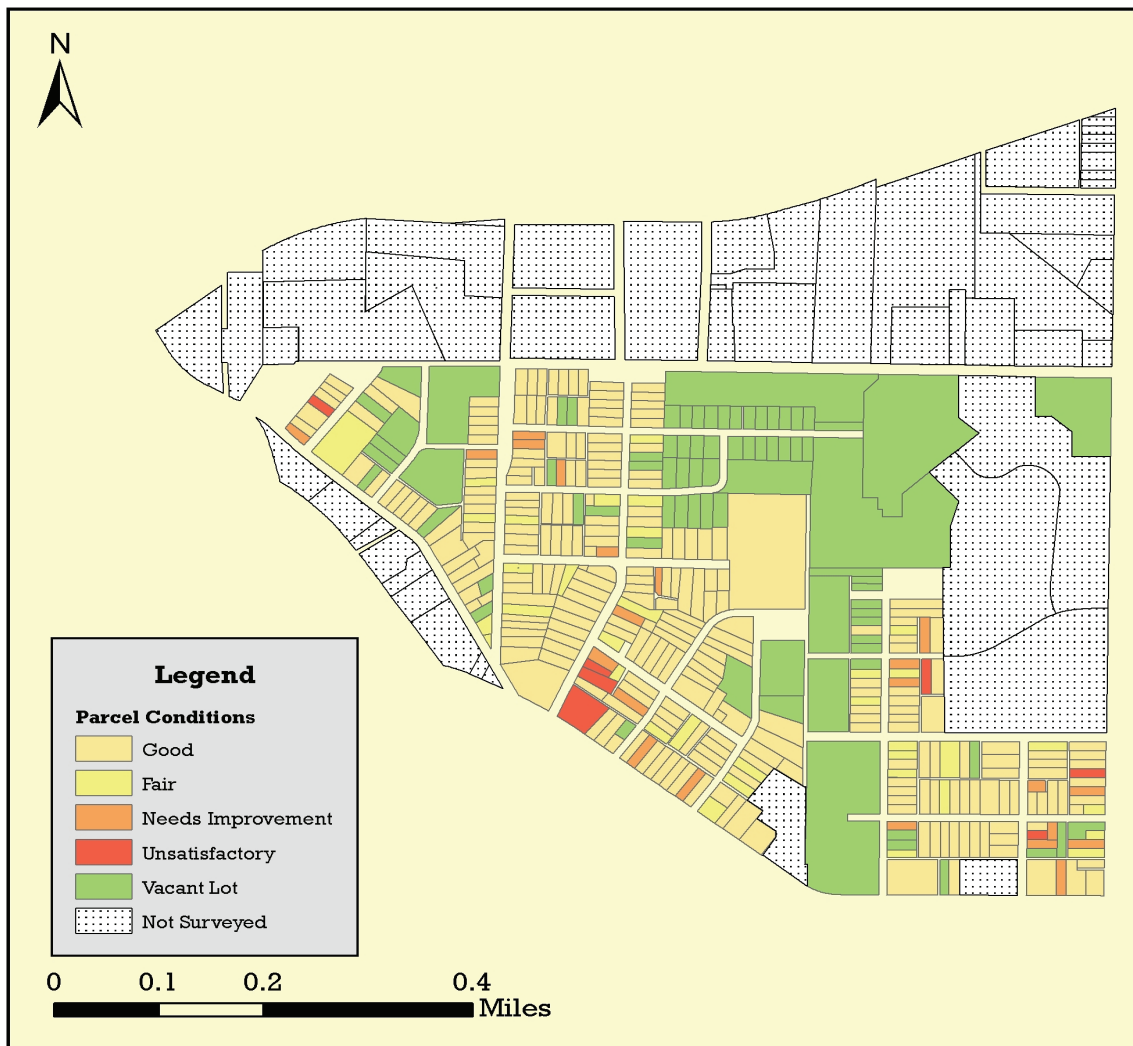 N
Legend
Parcel Conditions
Good
Fair
Needs Improvement
Unsatisfactory
Vacant Lot
Not Surveyed
0 0.1 0.2 0.4
Miles